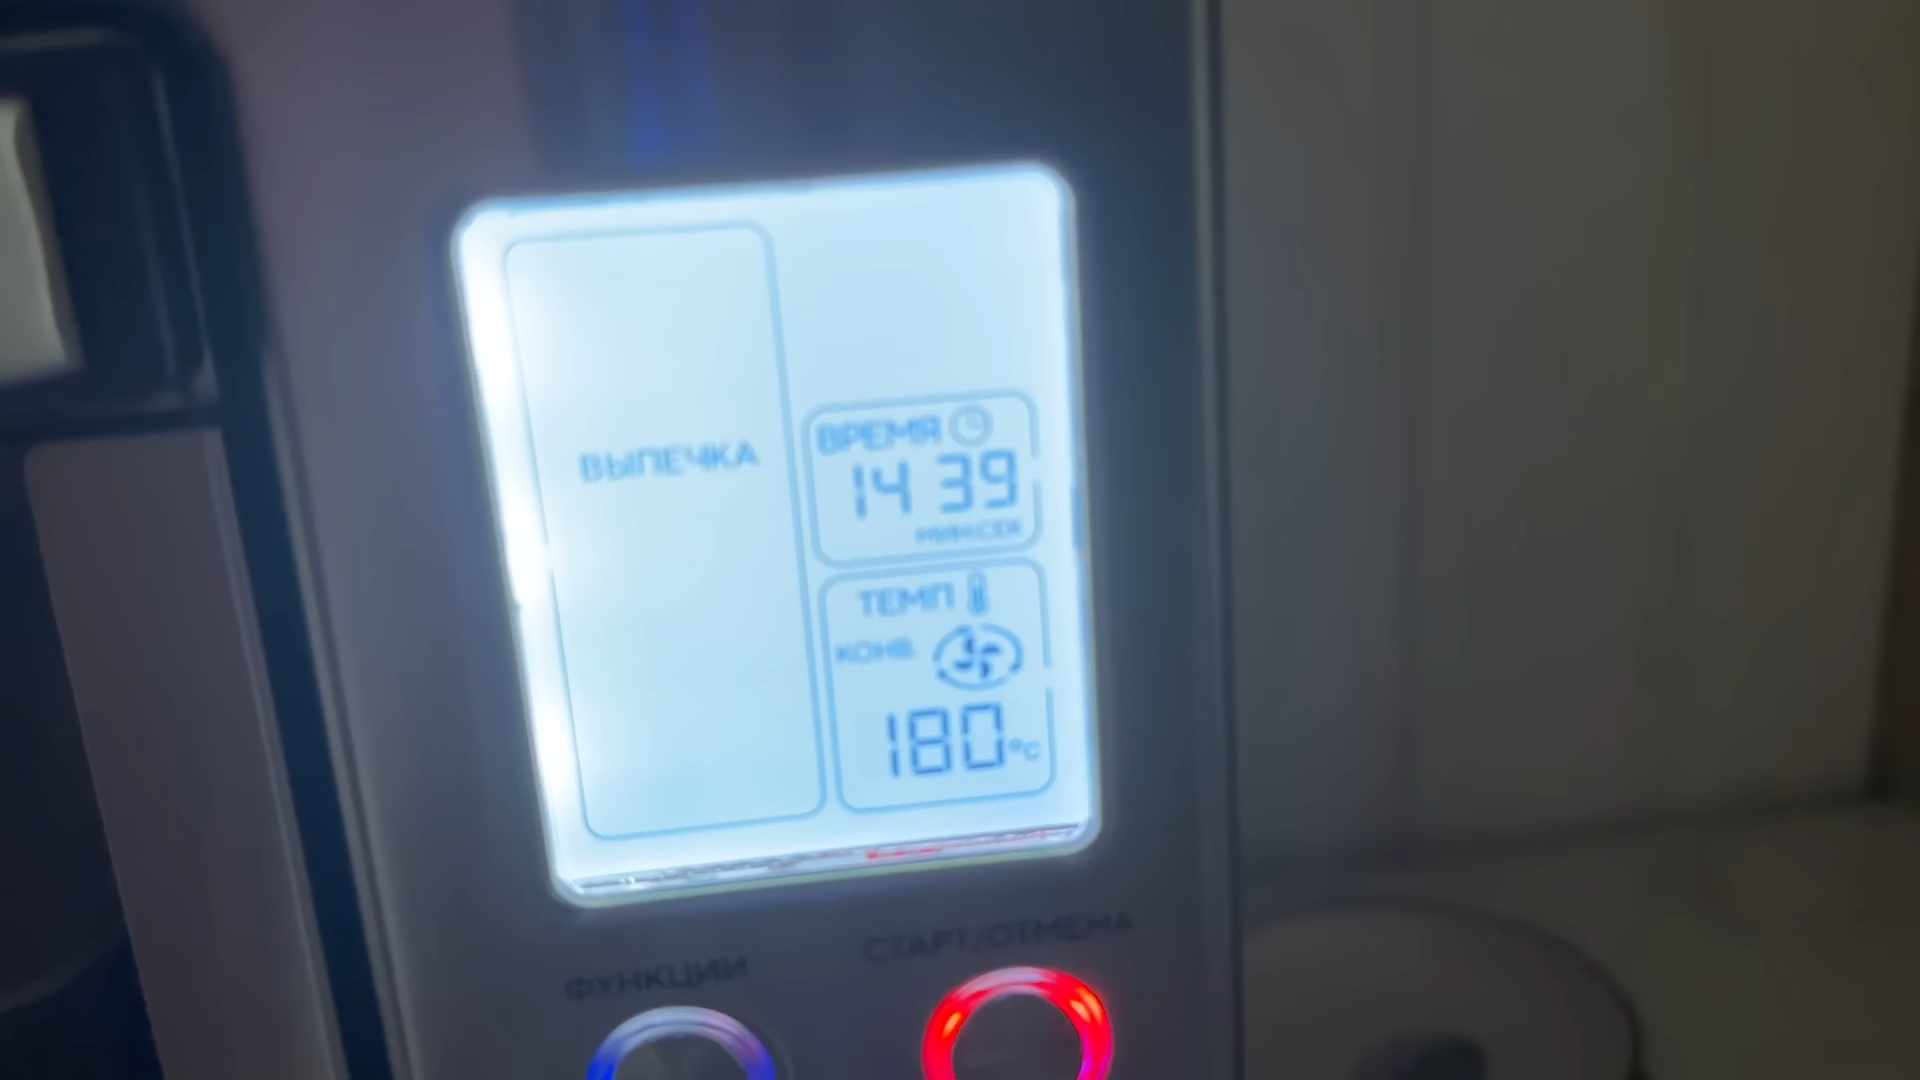 ВЫПЕЧКА
ВРЕМЯ
14 39
МИН СЕК
ТЕМП
КОНВ.
180°C
ФУНКЦИИ
СТАРТ/ОТМЕНА